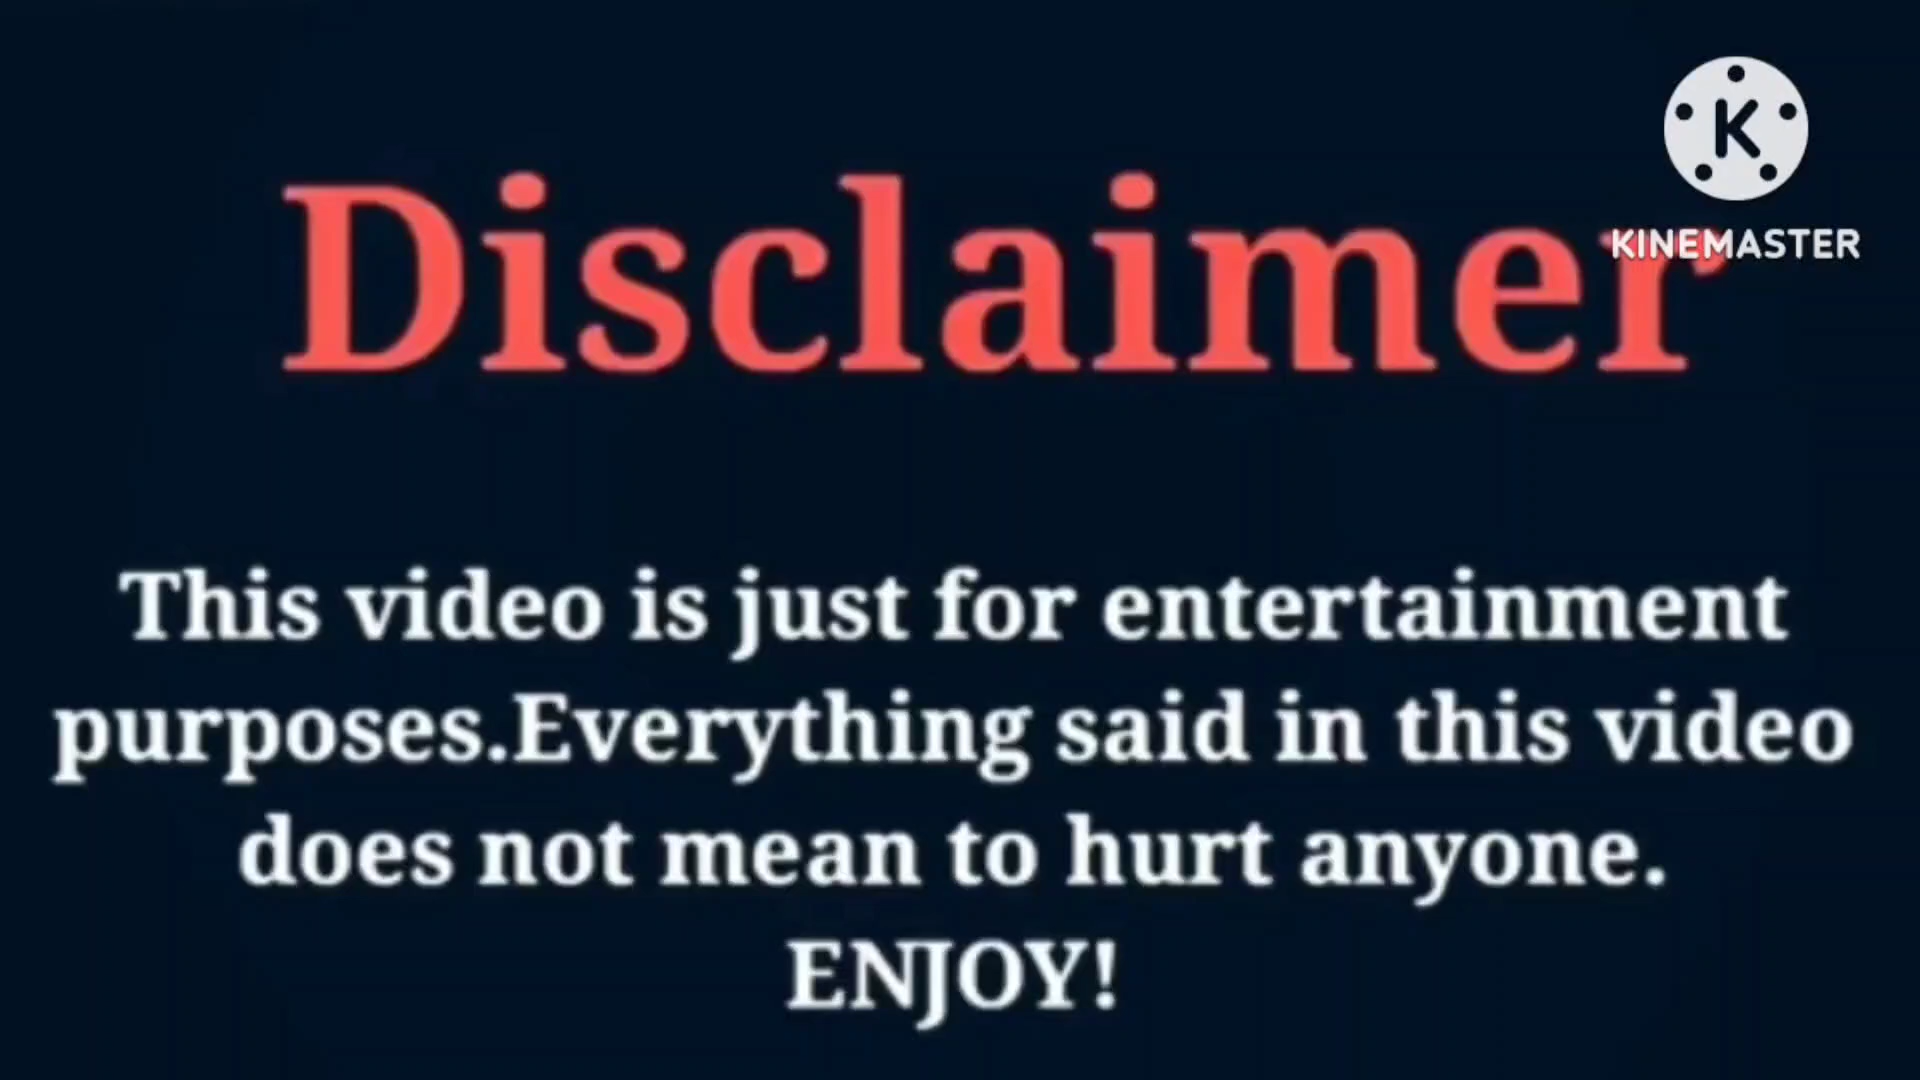 K
KINEMASTER
Disclaimer
This video is just for entertainment
purposes.Everything said in this video
does not mean to hurt anyone.
ENJOY!